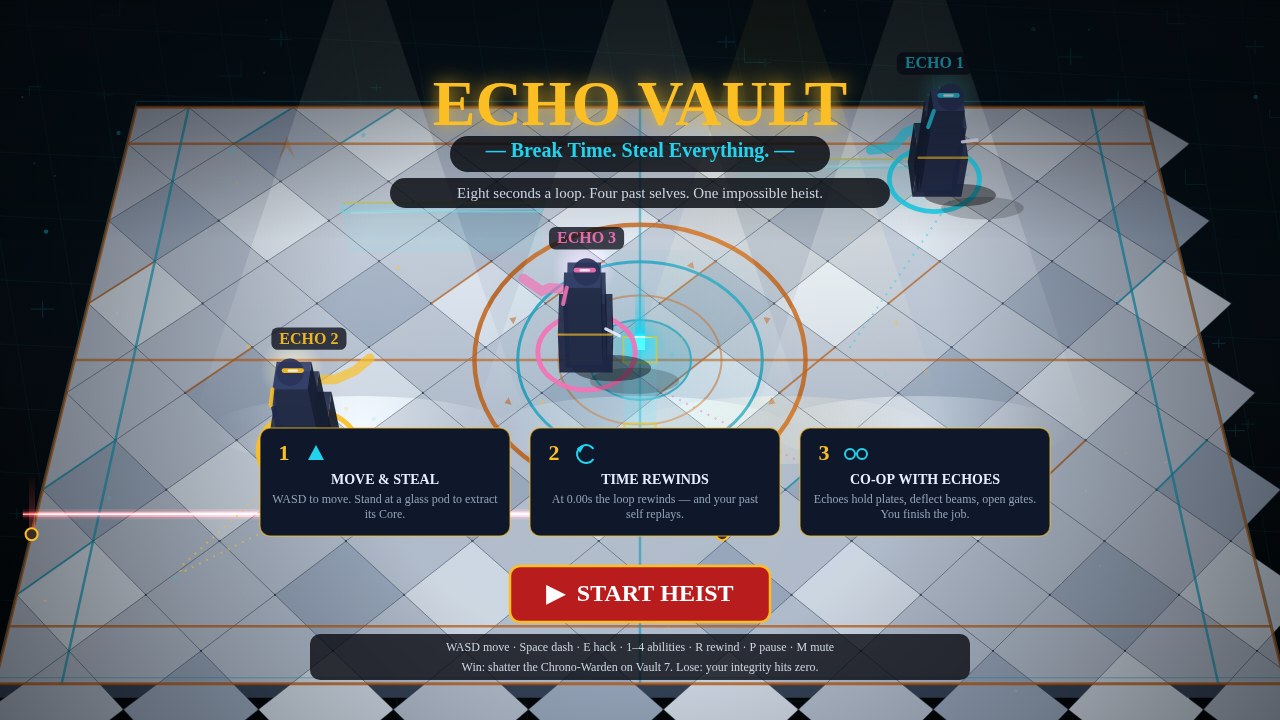 ECHO 1
ECHO VAULT
— Break Time. Steal Everything. —
Eight seconds a loop. Four past selves. One impossible heist.
ECHO 3
ECHO 2
1
MOVE & STEAL
WASD to move. Stand at a glass pod to extract
its Core.
2
TIME REWINDS
At 0.00s the loop rewinds — and your past
self replays.
3
CO-OP WITH ECHOES
Echoes hold plates, deflect beams, open gates.
You finish the job.
▶ START HEIST
WASD move · Space dash · E hack · 1–4 abilities · R rewind · P pause · M mute
Win: shatter the Chrono-Warden on Vault 7. Lose: your integrity hits zero.